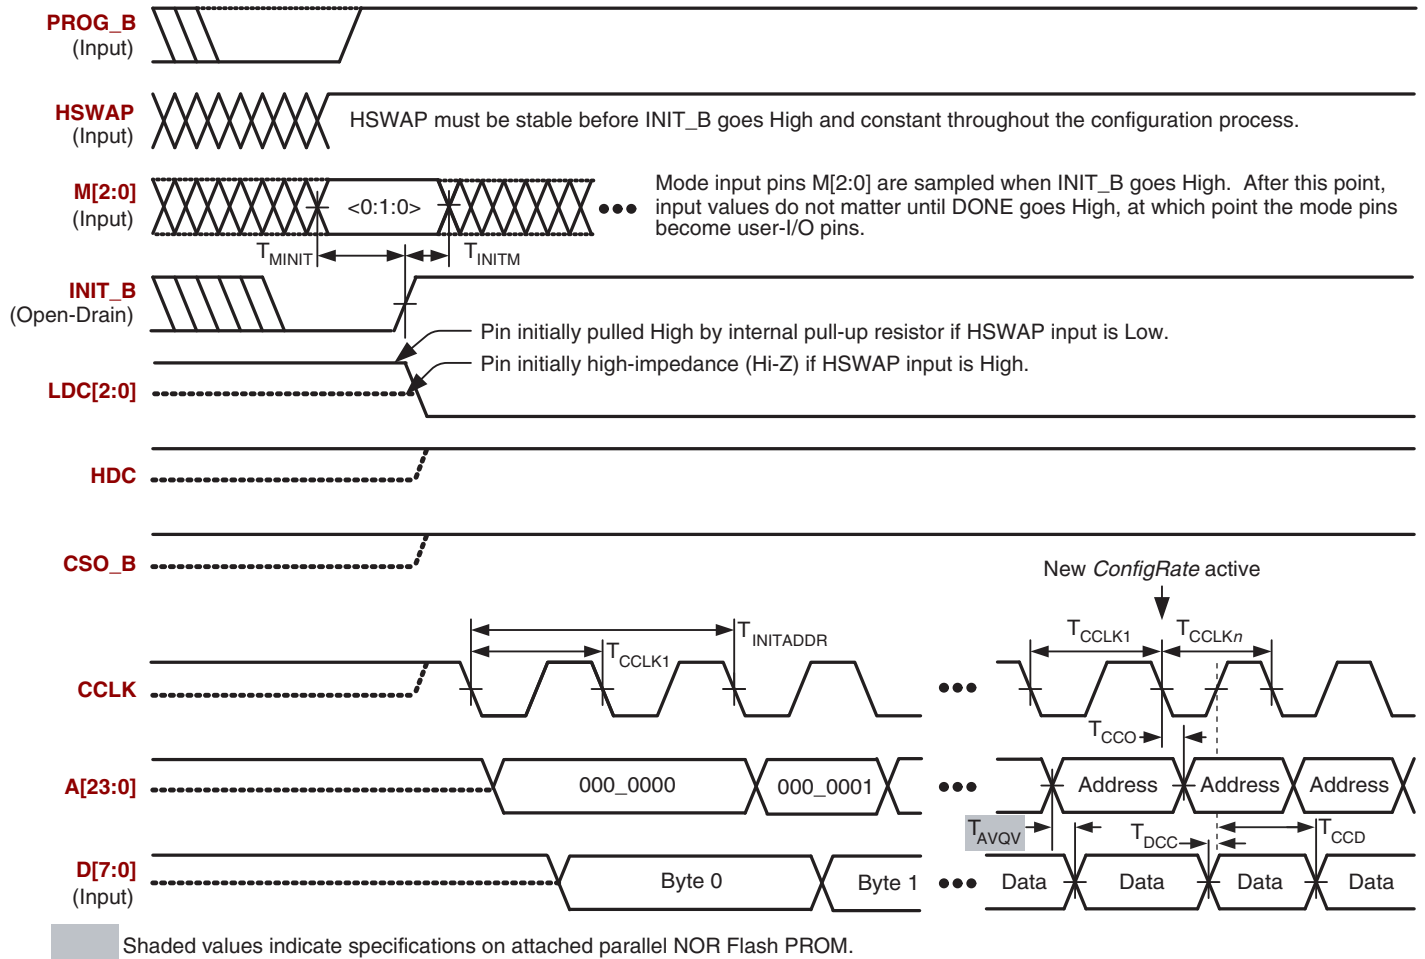 PROG_B
(Input)
HSWAP
(Input)
HSWAP must be stable before INIT_B goes High and constant throughout the configuration process.
M[2:0]
(Input)
<0:1:0>
Mode input pins M[2:0] are sampled when INIT_B goes High. After this point,
input values do not matter until DONE goes High, at which point the mode pins
become user-I/O pins.
TMINIT
TINITM
INIT_B
(Open-Drain)
Pin initially pulled High by internal pull-up resistor if HSWAP input is Low.
Pin initially high-impedance (Hi-Z) if HSWAP input is High.
LDC[2:0]
HDC
CSO_B
New ConfigRate active
TINITADDR
TCCLK1
TCCLK1
TCCLKn
CCLK
TCCO
A[23:0]
000_0000
000_0001
Address
Address
Address
TAVQV
TDCC
TCCD
D[7:0]
(Input)
Byte 0
Byte 1
Data
Data
Data
Data
Shaded values indicate specifications on attached parallel NOR Flash PROM.